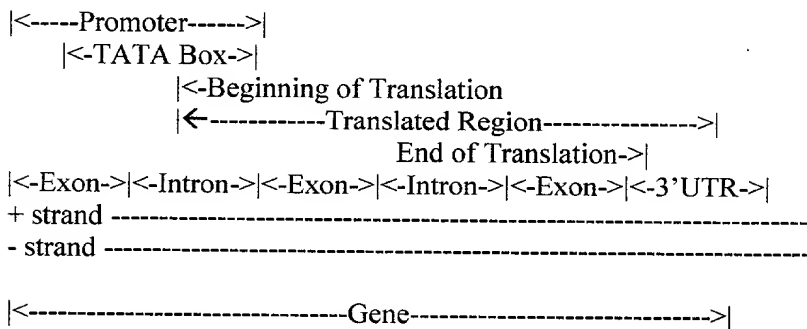 |<-----Promoter------>|
|<-TATA Box->|
|<-Beginning of Translation
|←------------Translated Region---------------->|
End of Translation->|
|<-Exon->|<-Intron->|<-Exon->|<-Intron->|<-Exon->|<-3'UTR->|
+ strand --------------------------------------------------------------------
- strand --------------------------------------------------------------------
|<-------------------------------Gene-------------------------------->|